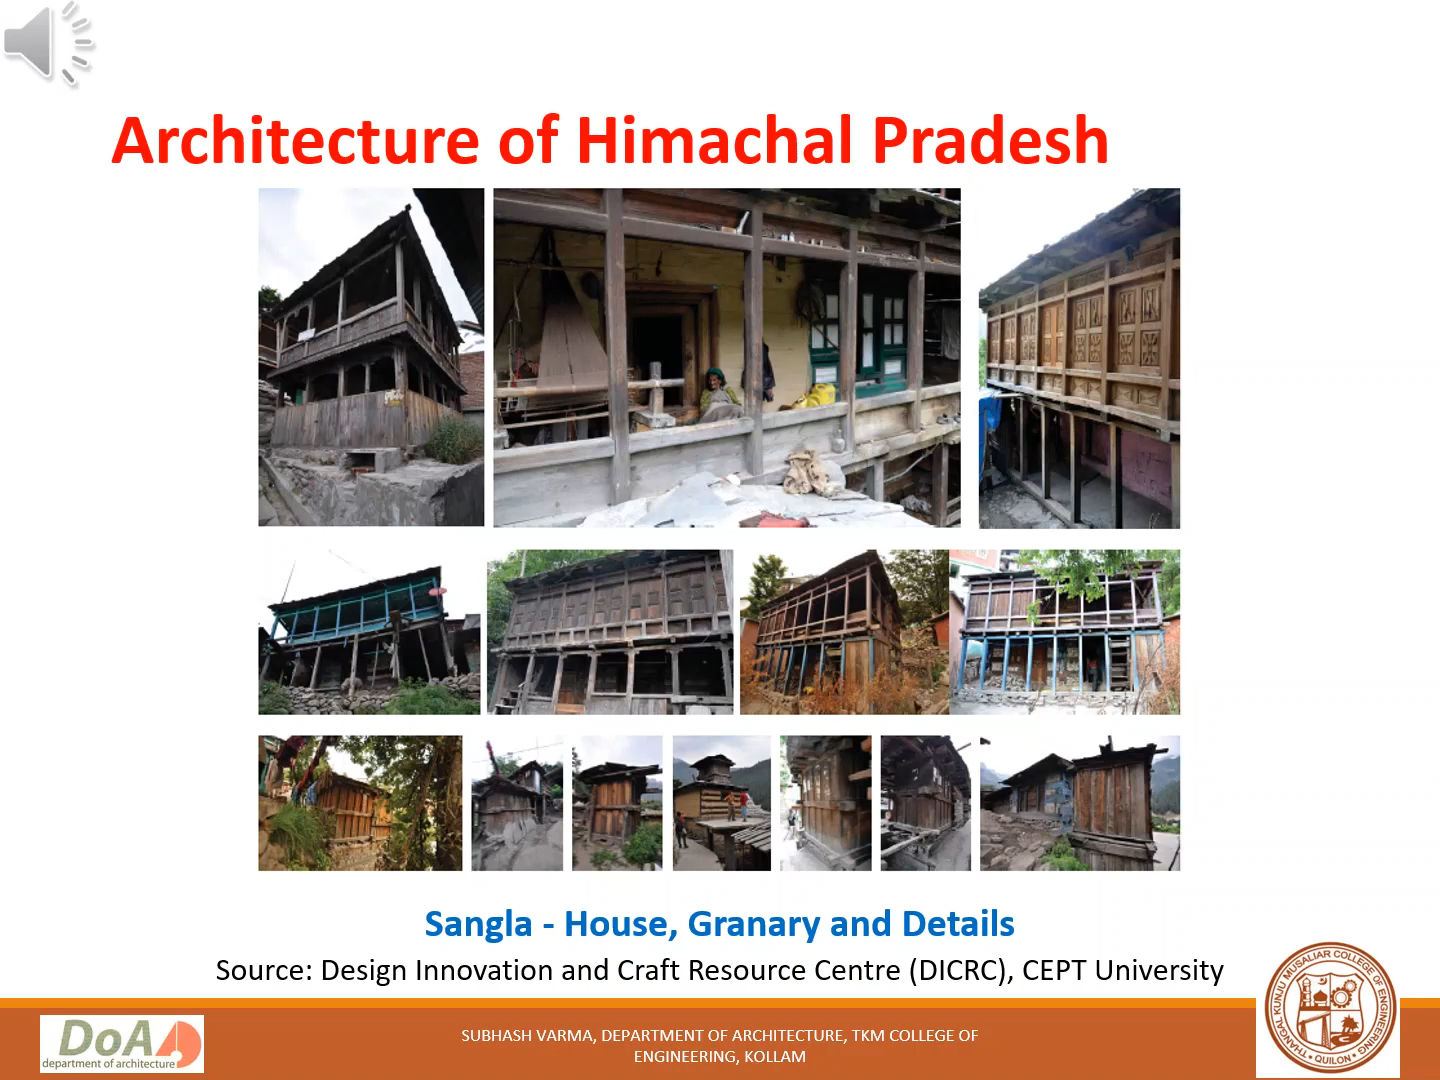 Architecture of Himachal Pradesh
Sangla - House, Granary and Details
Source: Design Innovation and Craft Resource Centre (DICRC), CEPT University
DoA
department of architecture
SUBHASH VARMA, DEPARTMENT OF ARCHITECTURE, TKM COLLEGE OF
ENGINEERING, KOLLAM
THANGAL KUNJU MUSALIAR COLLEGE OF ENGINEERING
• QUILON •